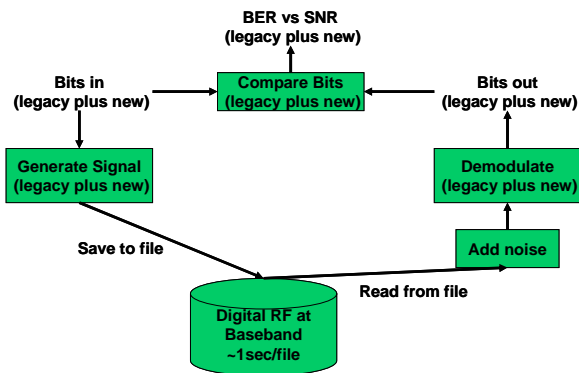 BER vs SNR
(legacy plus new)
Bits in
(legacy plus new)
Compare Bits
(legacy plus new)
Bits out
(legacy plus new)
Generate Signal
(legacy plus new)
Demodulate
(legacy plus new)
Save to file
Add noise
Read from file
Digital RF at
Baseband
~1sec/file